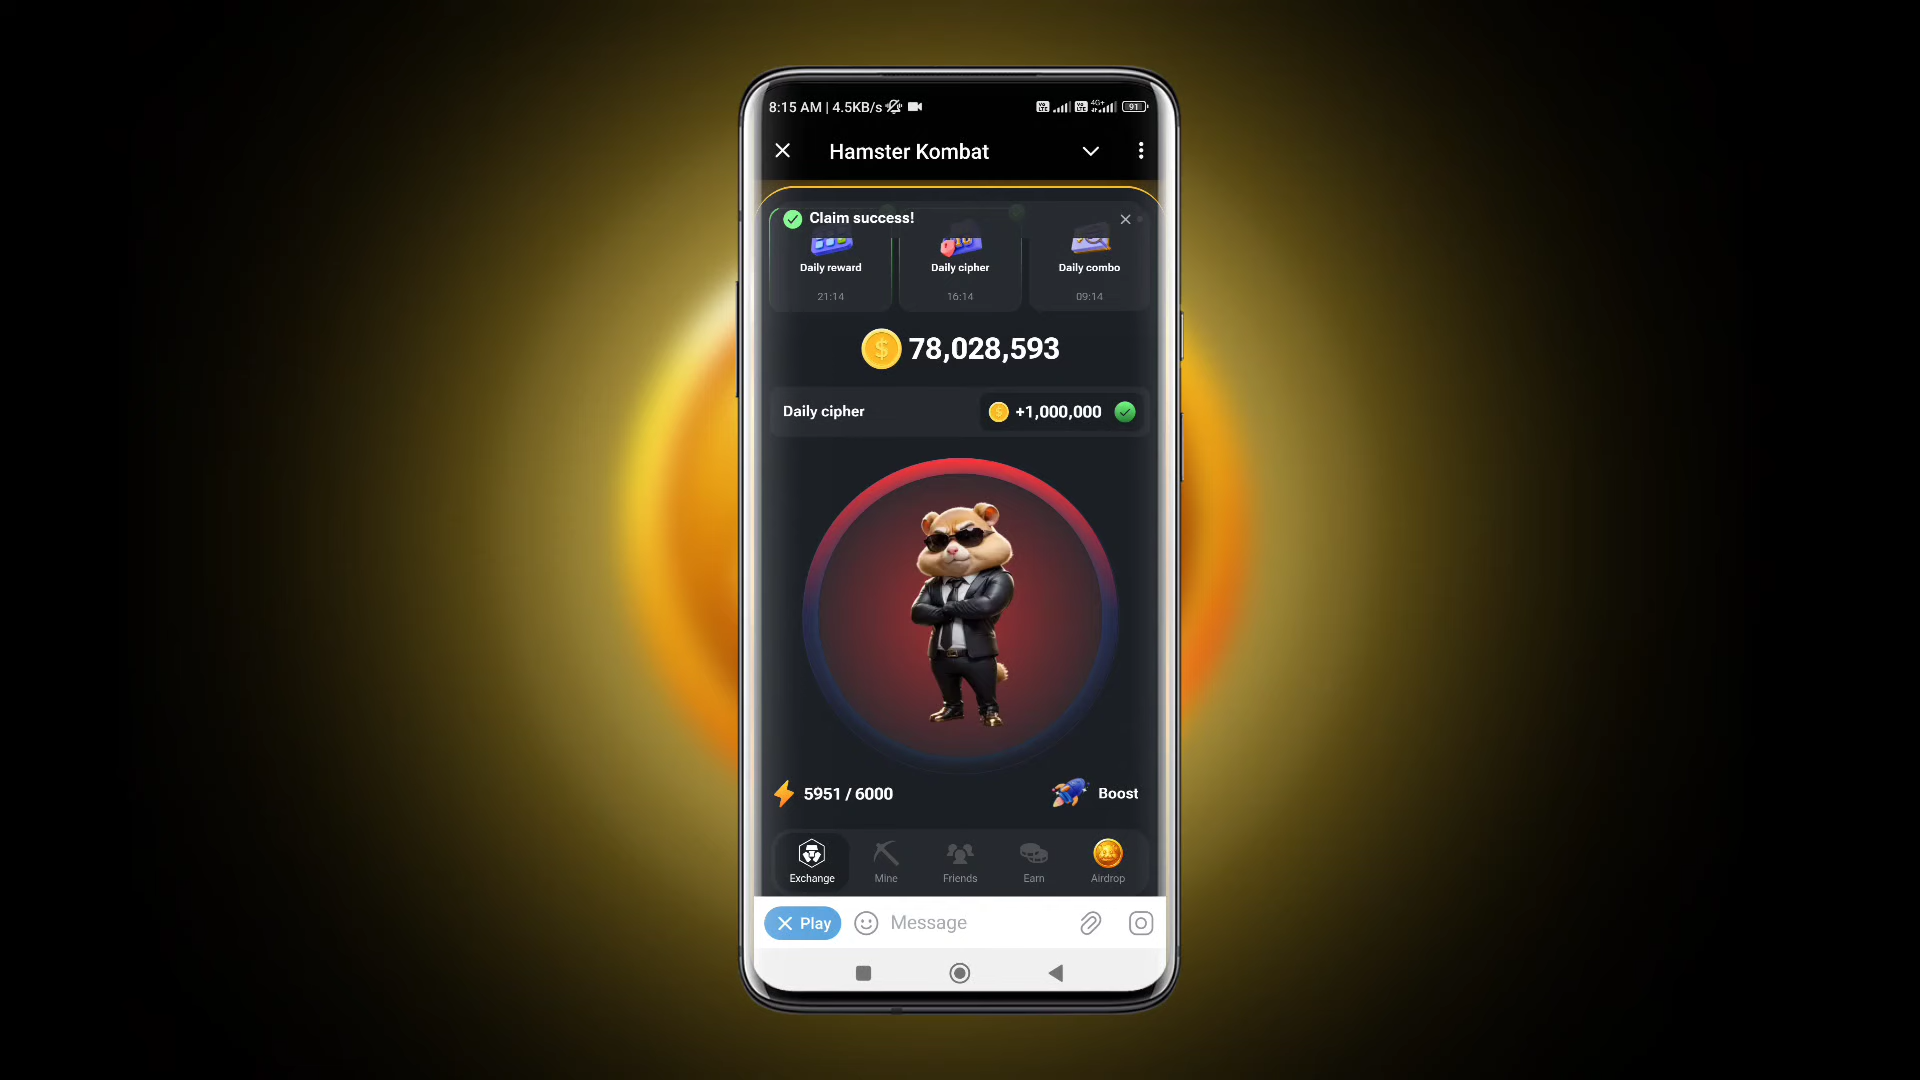 8:15 AM | 4.5KB/s 91
Hamster Kombat
Claim success!
Daily reward Daily cipher Daily combo
21:14 16:14 09:14
78,028,593
Daily cipher +1,000,000
5951 / 6000 Boost
Exchange Mine Friends Earn Airdrop
Play Message